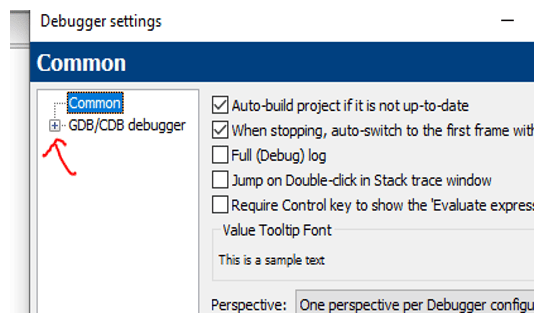 Debugger settings
Common
Common
GDB/CDB debugger
Auto-build project if it is not up-to-date
When stopping, auto-switch to the first frame with
Full (Debug) log
Jump on Double-click in Stack trace window
Require Control key to show the 'Evaluate expres
Value Tooltip Font
This is a sample text
Perspective: One perspective per Debugger configu